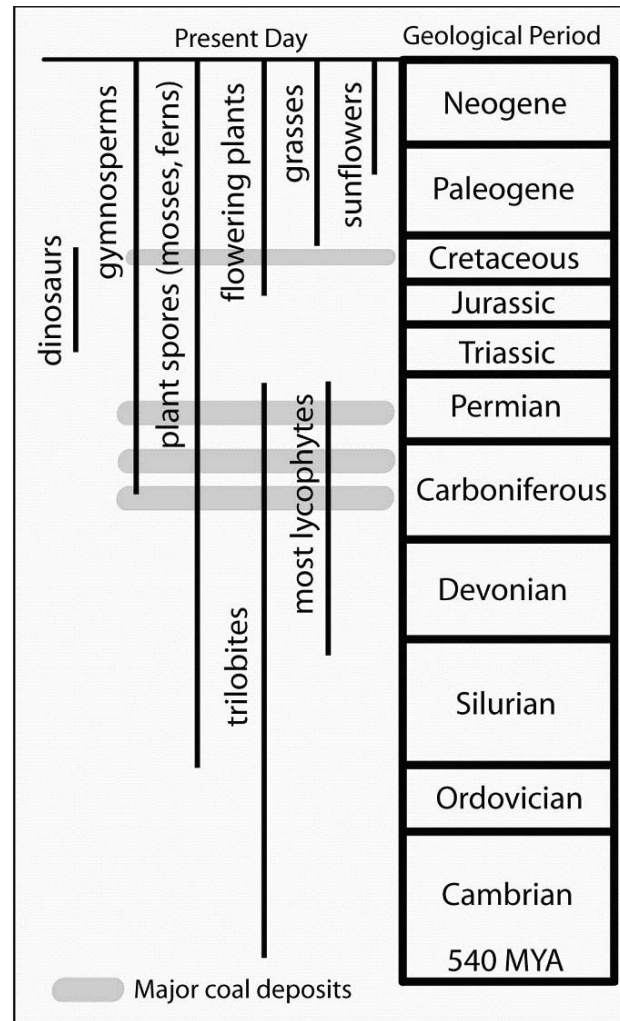 Present Day
Geological Period
dinosaurs
gymnosperms
plant spores (mosses, ferns)
flowering plants
grasses
sunflowers
trilobites
most lycophytes
Neogene
Paleogene
Cretaceous
Jurassic
Triassic
Permian
Carboniferous
Devonian
Silurian
Ordovician
Cambrian
540 MYA
Major coal deposits